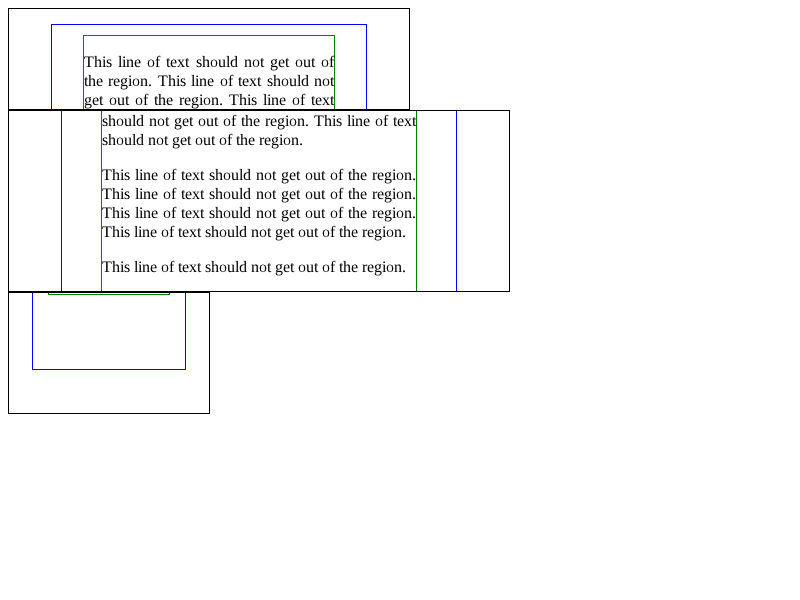 This line of text should not get out of
the region. This line of text should not
get out of the region. This line of text
should not get out of the region. This line of text
should not get out of the region.
This line of text should not get out of the region.
This line of text should not get out of the region.
This line of text should not get out of the region.
This line of text should not get out of the region.
This line of text should not get out of the region.